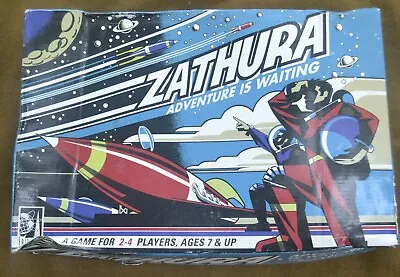 ZATHURA
ADVENTURE IS WAITING
A GAME FOR 2-4 PLAYERS, AGES 7 & UP